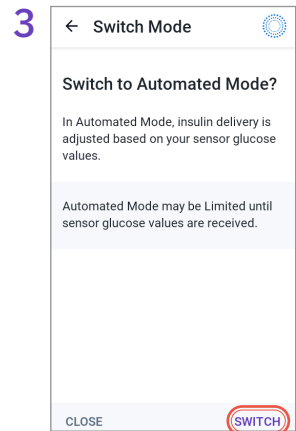 3
Switch Mode
Switch to Automated Mode?
In Automated Mode, insulin delivery is
adjusted based on your sensor glucose
values.
Automated Mode may be Limited until
sensor glucose values are received.
CLOSE
SWITCH